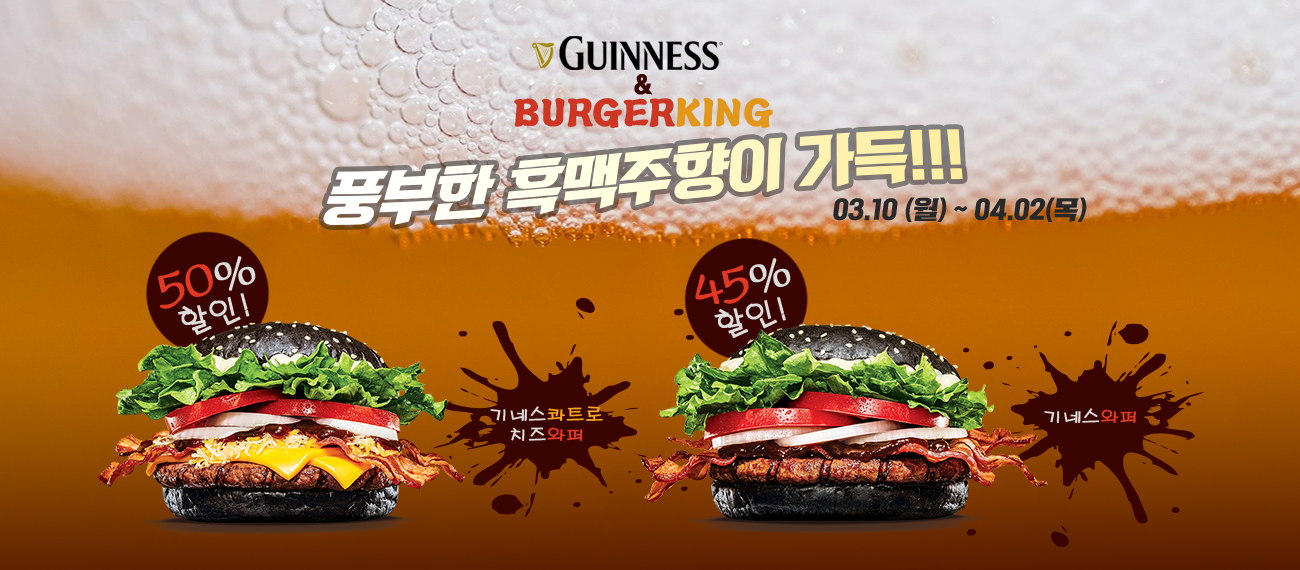 GUINNESS
&
BURGERKING
풍부한 흑맥주향이 가득!!!
03.10 (월) ~ 04.02(목)
50%
할인!
기네스콰트로
치즈와퍼
45%
할인!
기네스와퍼